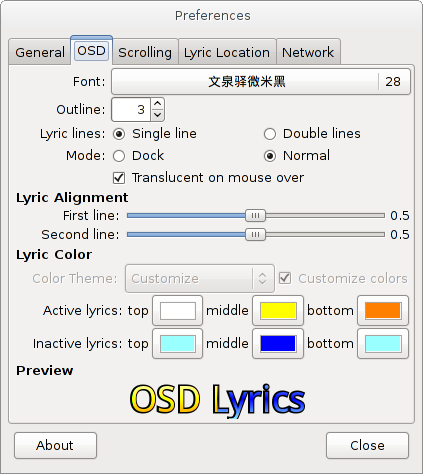 Preferences
General OSD Scrolling Lyric Location Network
Font: 文泉驿微米黑 28
Outline: 3
Lyric lines: Single line Double lines
Mode: Dock Normal
Translucent on mouse over
Lyric Alignment
First line: 0.5
Second line: 0.5
Lyric Color
Color Theme: Customize Customize colors
Active lyrics: top middle bottom
Inactive lyrics: top middle bottom
Preview
OSD Lyrics
About Close